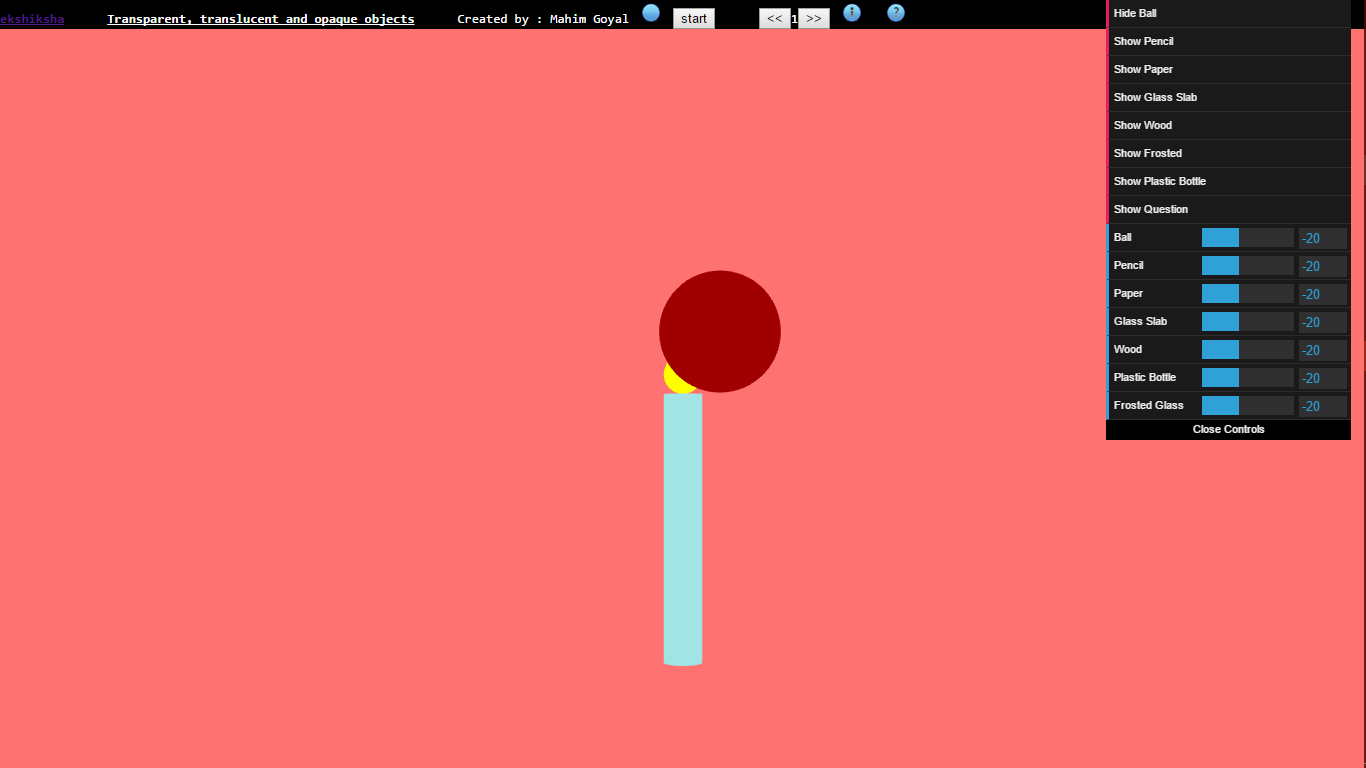 ekshiksha Transparent, translucent and opaque objects Created by : Mahim Goyal start << 1 >> i ?
Hide Ball
Show Pencil
Show Paper
Show Glass Slab
Show Wood
Show Frosted
Show Plastic Bottle
Show Question
Ball -20
Pencil -20
Paper -20
Glass Slab -20
Wood -20
Plastic Bottle -20
Frosted Glass -20
Close Controls